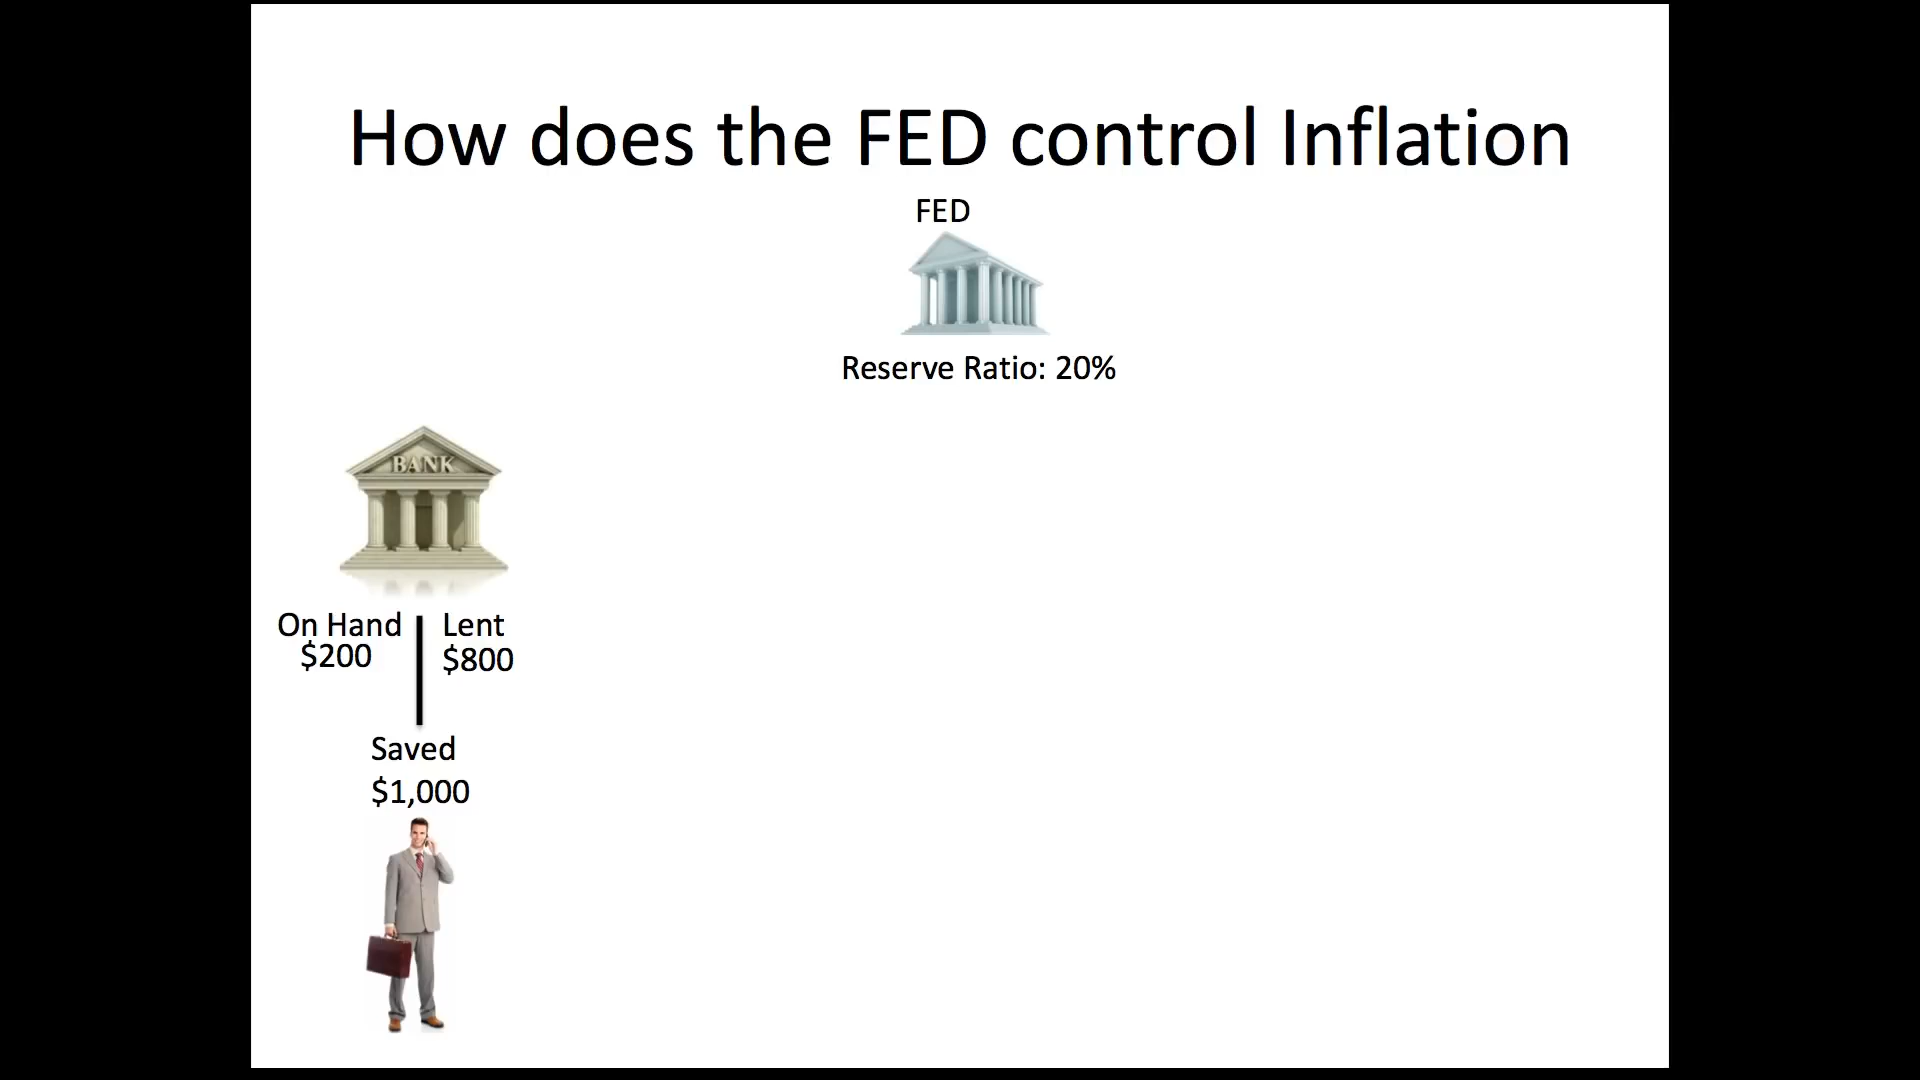 How does the FED control Inflation
FED
Reserve Ratio: 20%
BANK
On Hand
$200
Lent
$800
Saved
$1,000